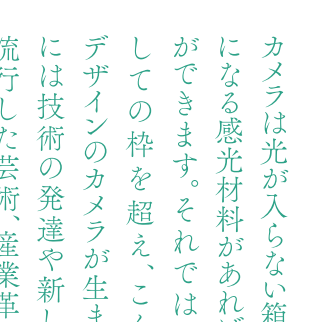 カメラは光が入らない箱
になる感光材料があれ
ができます。それでは
しての枠を超え、こ
デザインのカメラが生ま
には技術の発達や新し
流行した芸術、産業革